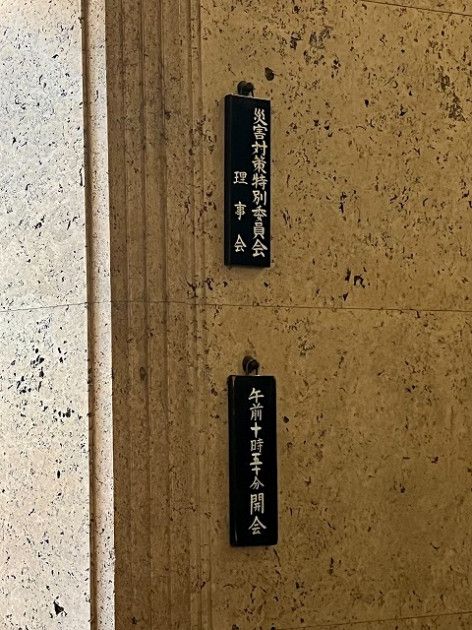 災害対策特別委員会
理事会
午前十時五十分開会